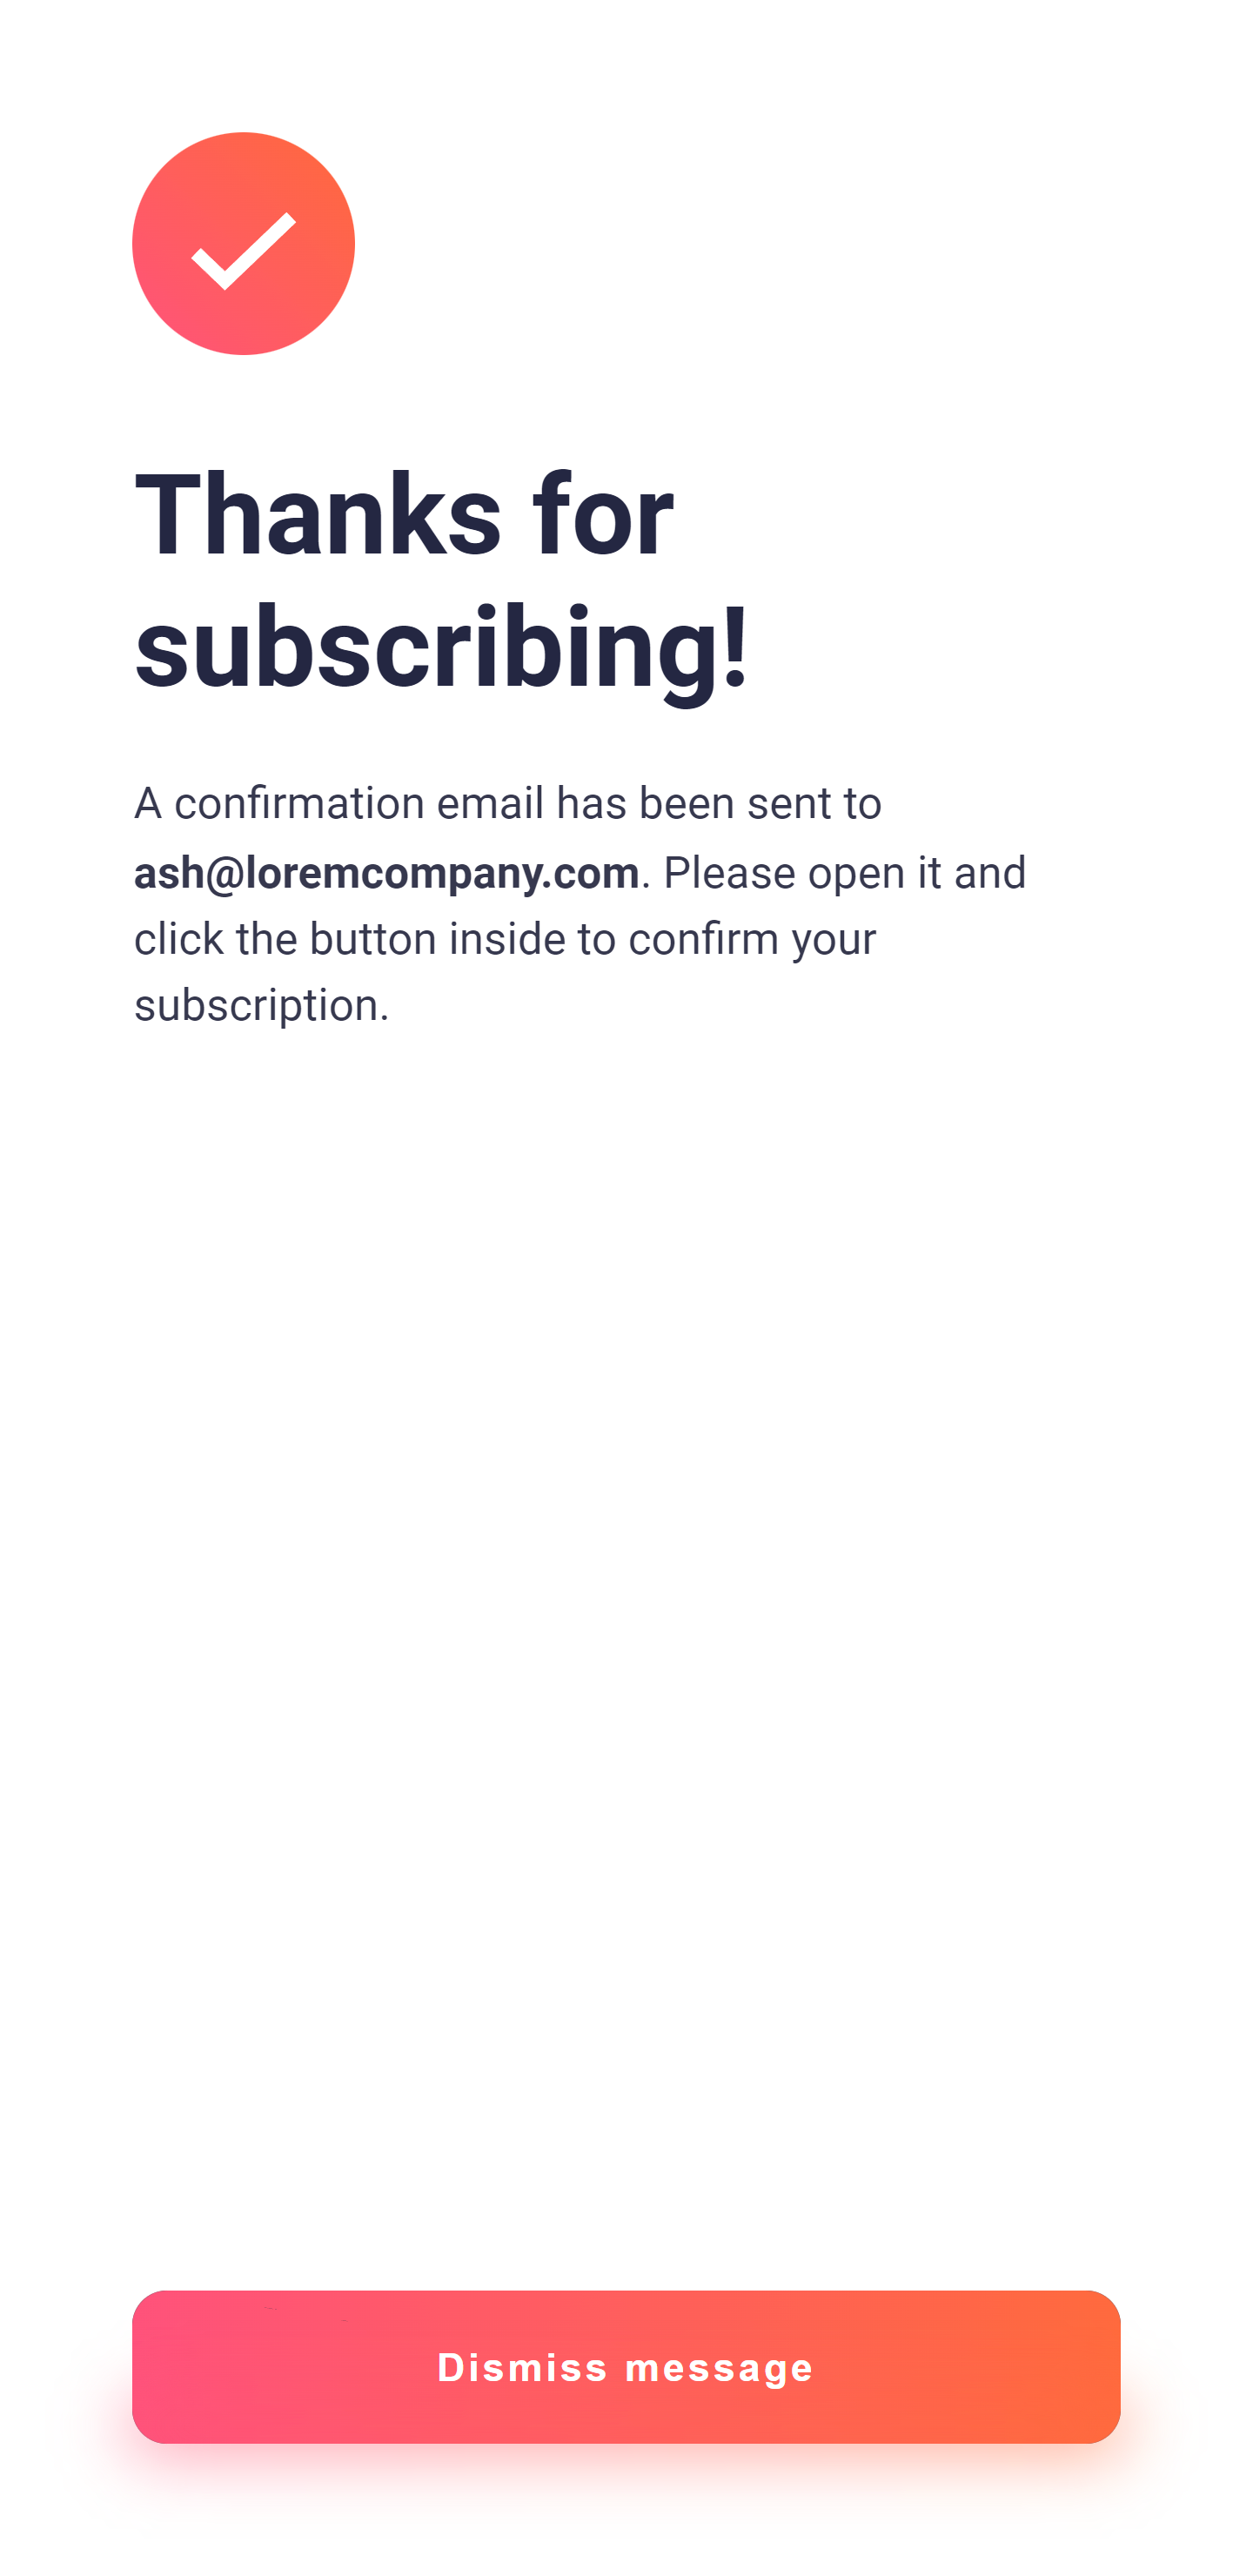 Thanks for
subscribing!
A confirmation email has been sent to
ash@loremcompany.com. Please open it and
click the button inside to confirm your
subscription.
Dismiss message